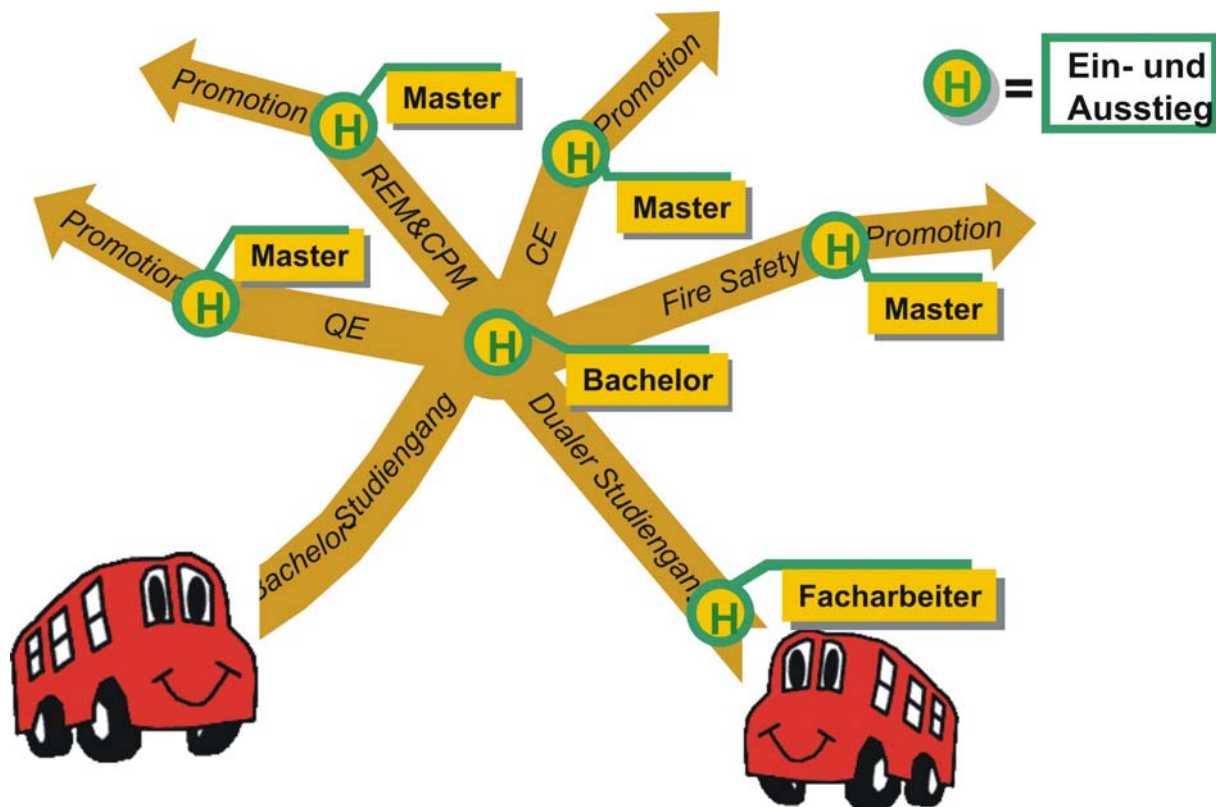 Promotion
H
Master
REM&CPM
Promotion
H
Master
QE
Promotion
H
Master
CE
Promotion
H
Master
Fire Safety
H
Bachelor
Bachelor Studiengang
Dualer Studiengang
H
Facharbeiter
H
=
Ein- und
Ausstieg